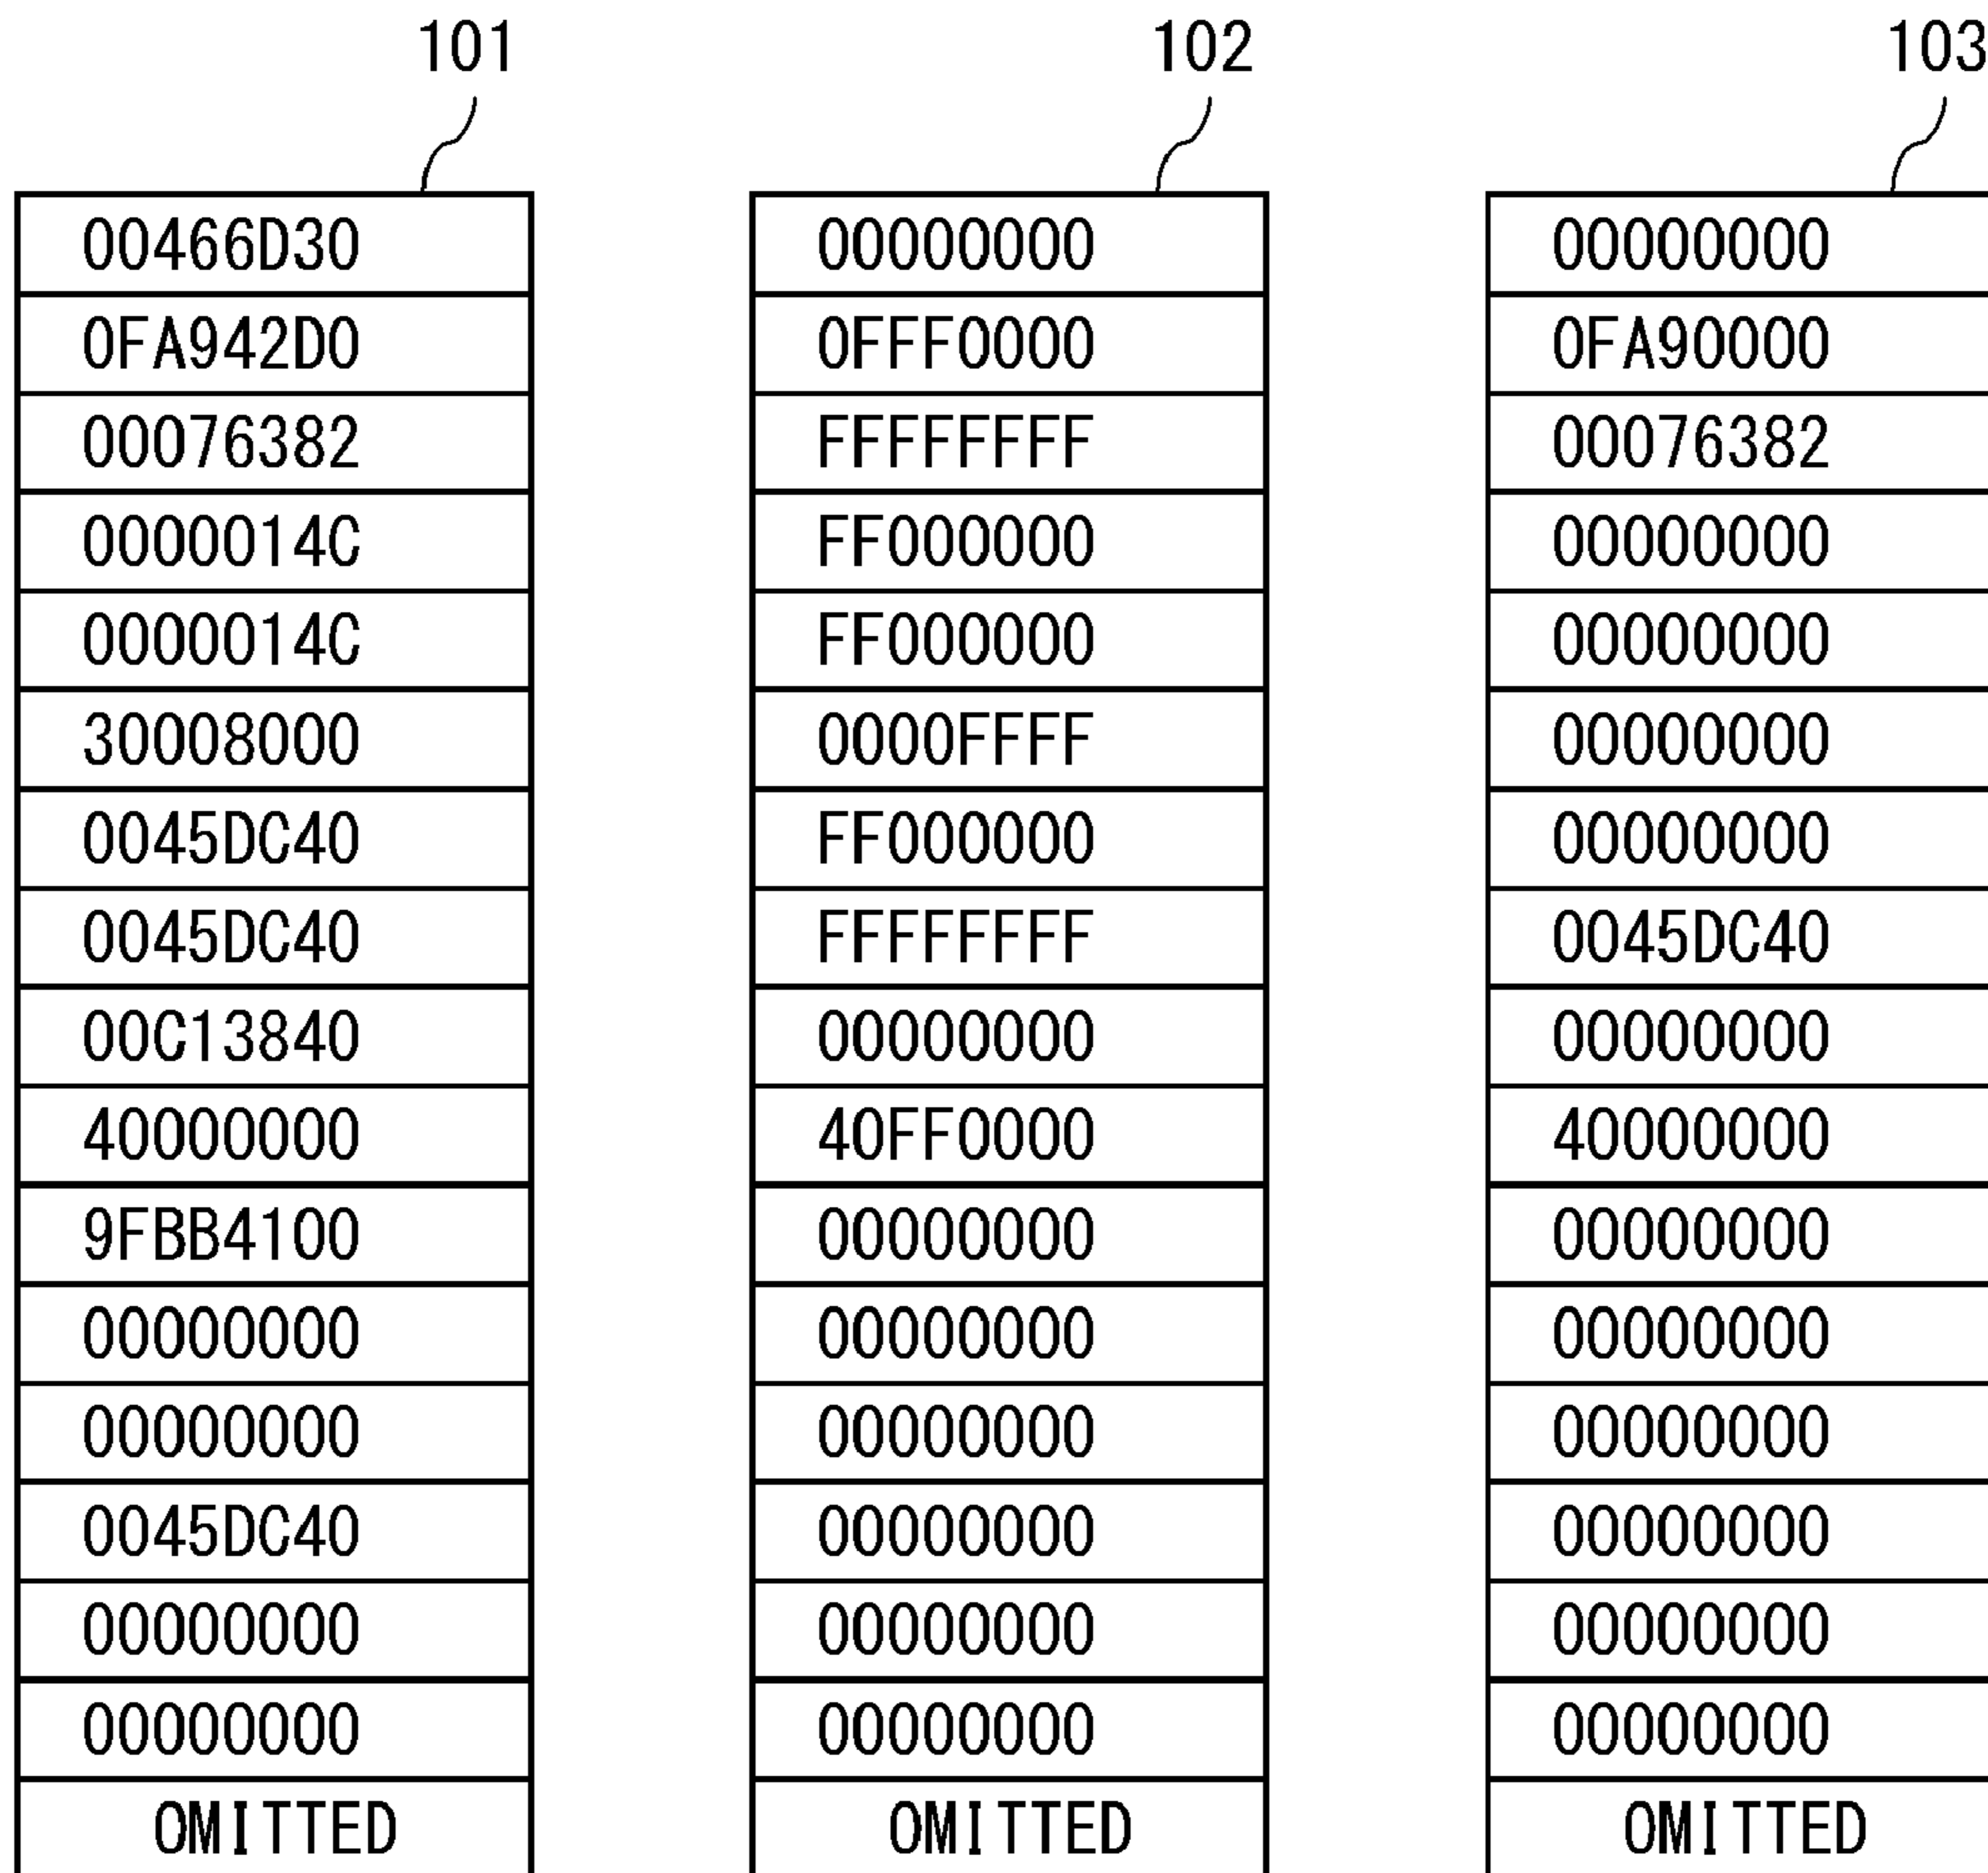 101 102 103
00466D30 00000000 00000000
0FA942D0 0FFF0000 0FA90000
00076382 FFFFFFFF 00076382
0000014C FF000000 00000000
0000014C FF000000 00000000
30008000 0000FFFF 00000000
0045DC40 FF000000 00000000
0045DC40 FFFFFFFF 0045DC40
00C13840 00000000 00000000
40000000 40FF0000 40000000
9FBB4100 00000000 00000000
00000000 00000000 00000000
00000000 00000000 00000000
0045DC40 00000000 00000000
00000000 00000000 00000000
00000000 00000000 00000000
OMITTED OMITTED OMITTED